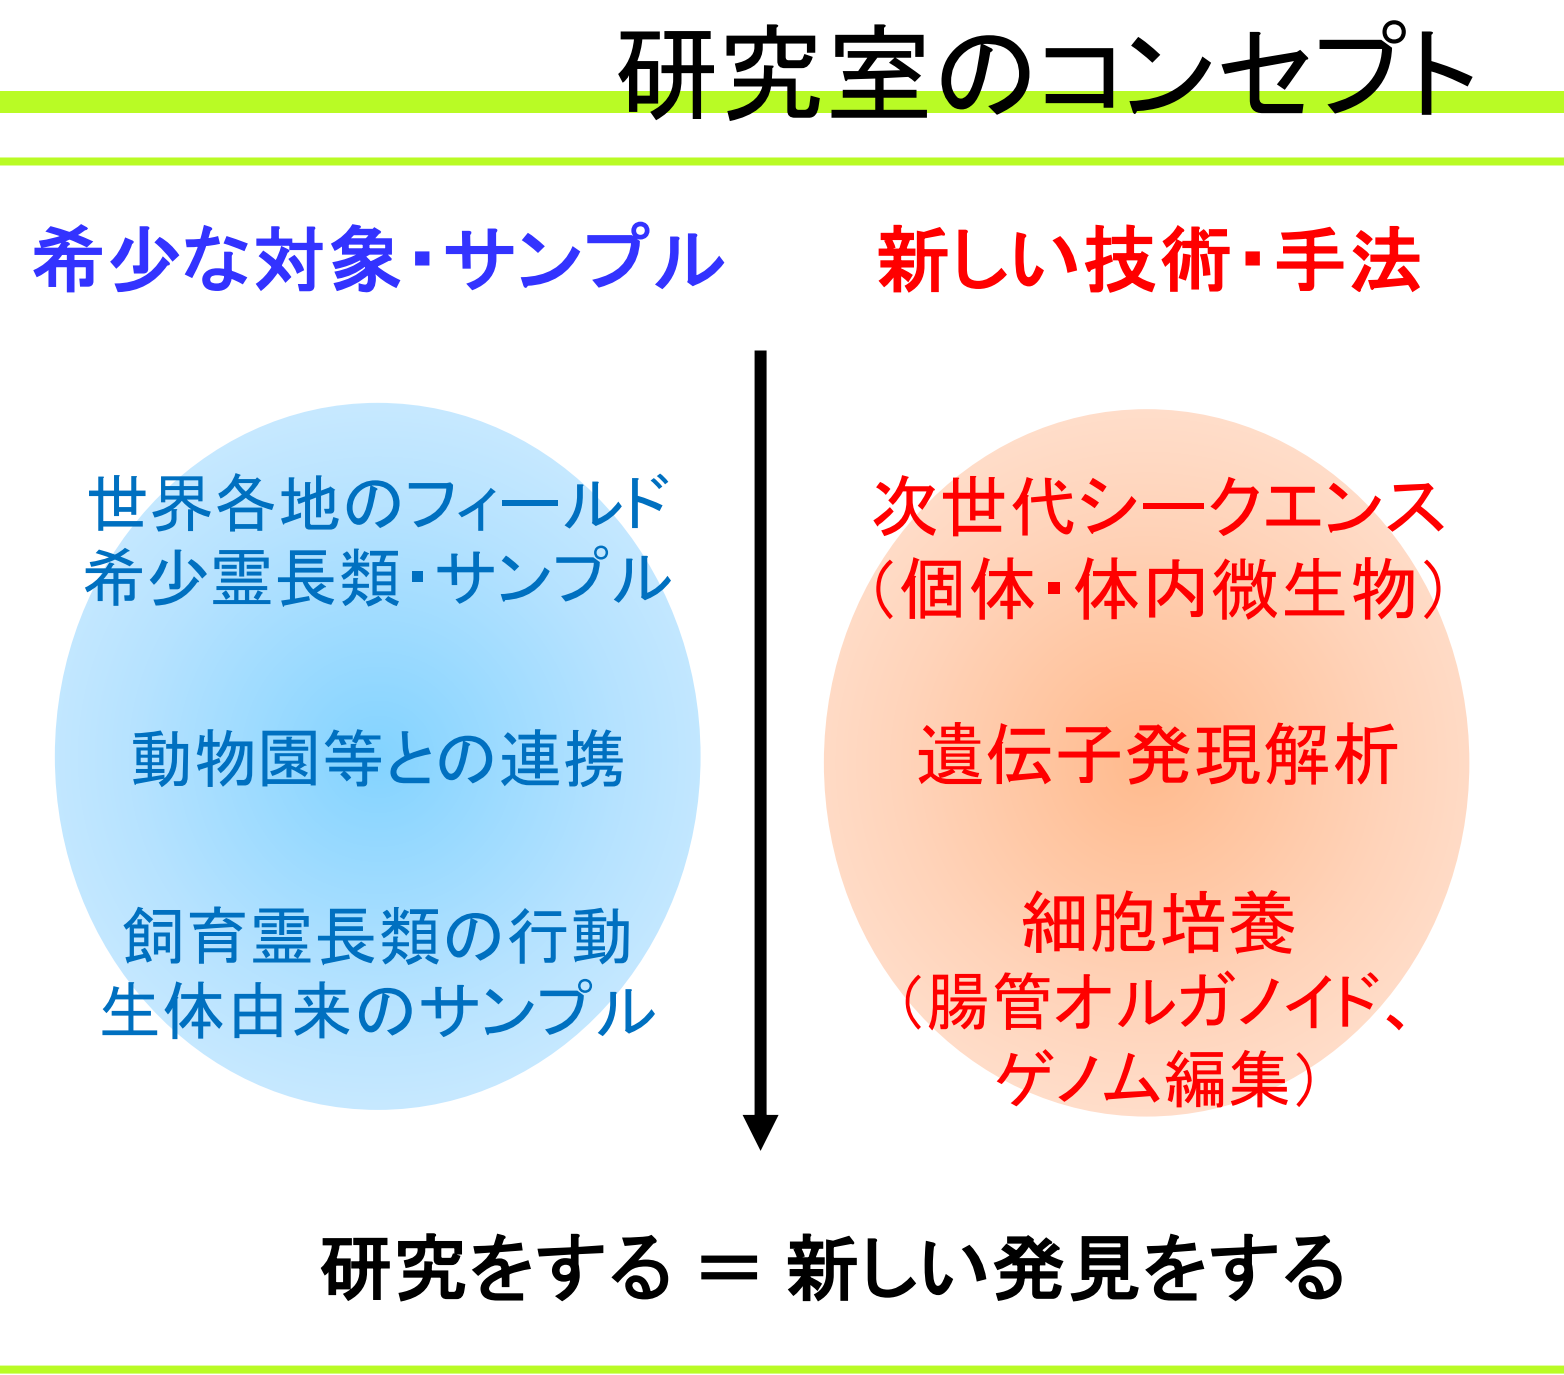 研究室のコンセプト
希少な対象・サンプル
新しい技術・手法
世界各地のフィールド
希少霊長類・サンプル
動物園等との連携
飼育霊長類の行動
生体由来のサンプル
次世代シークエンス
（個体・体内微生物）
遺伝子発現解析
細胞培養
（腸管オルガノイド、
ゲノム編集）
研究をする ＝ 新しい発見をする